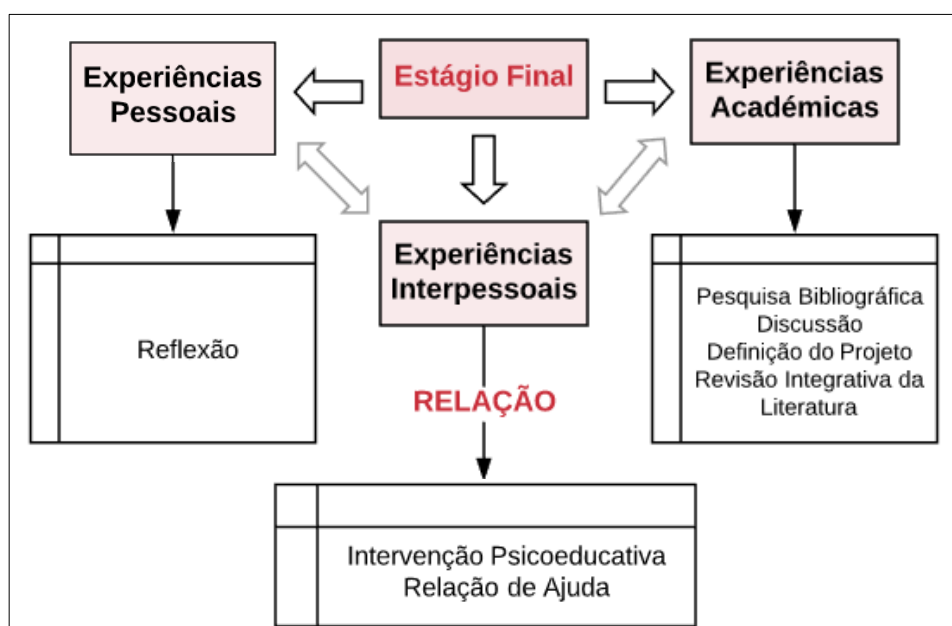 Experiências
Pessoais
Estágio Final
Experiências
Académicas
Experiências
Interpessoais
Reflexão
Pesquisa Bibliográfica
Discussão
Definição do Projeto
Revisão Integrativa da
Literatura
RELAÇÃO
Intervenção Psicoeducativa
Relação de Ajuda